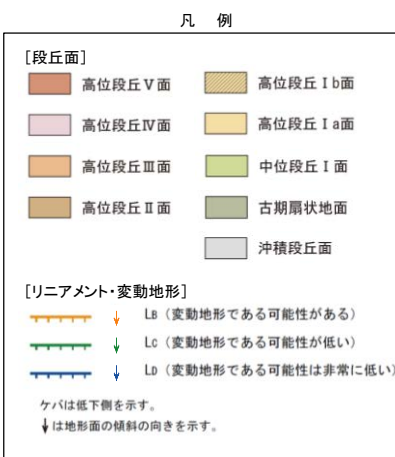 凡 例
[段丘面]
高位段丘Ⅴ面
高位段丘Ⅳ面
高位段丘Ⅲ面
高位段丘Ⅱ面
高位段丘Ⅰb面
高位段丘Ⅰa面
中位段丘Ⅰ面
古期扇状地面
沖積段丘面
[リニアメント・変動地形]
LB (変動地形である可能性がある)
LC (変動地形である可能性が低い)
LD (変動地形である可能性は非常に低い)
ケバは低下側を示す。
↓は地形面の傾斜の向きを示す。